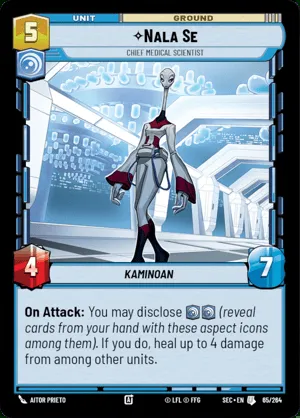 5
UNIT
GROUND
✧Nala Se
CHIEF MEDICAL SCIENTIST
4
7
KAMINOAN
On Attack: You may disclose (reveal
cards from your hand with these aspect icons
among them). If you do, heal up to 4 damage
from among other units.
AITOR PRIETO
© LFL © FFG
SEC • EN
65/264